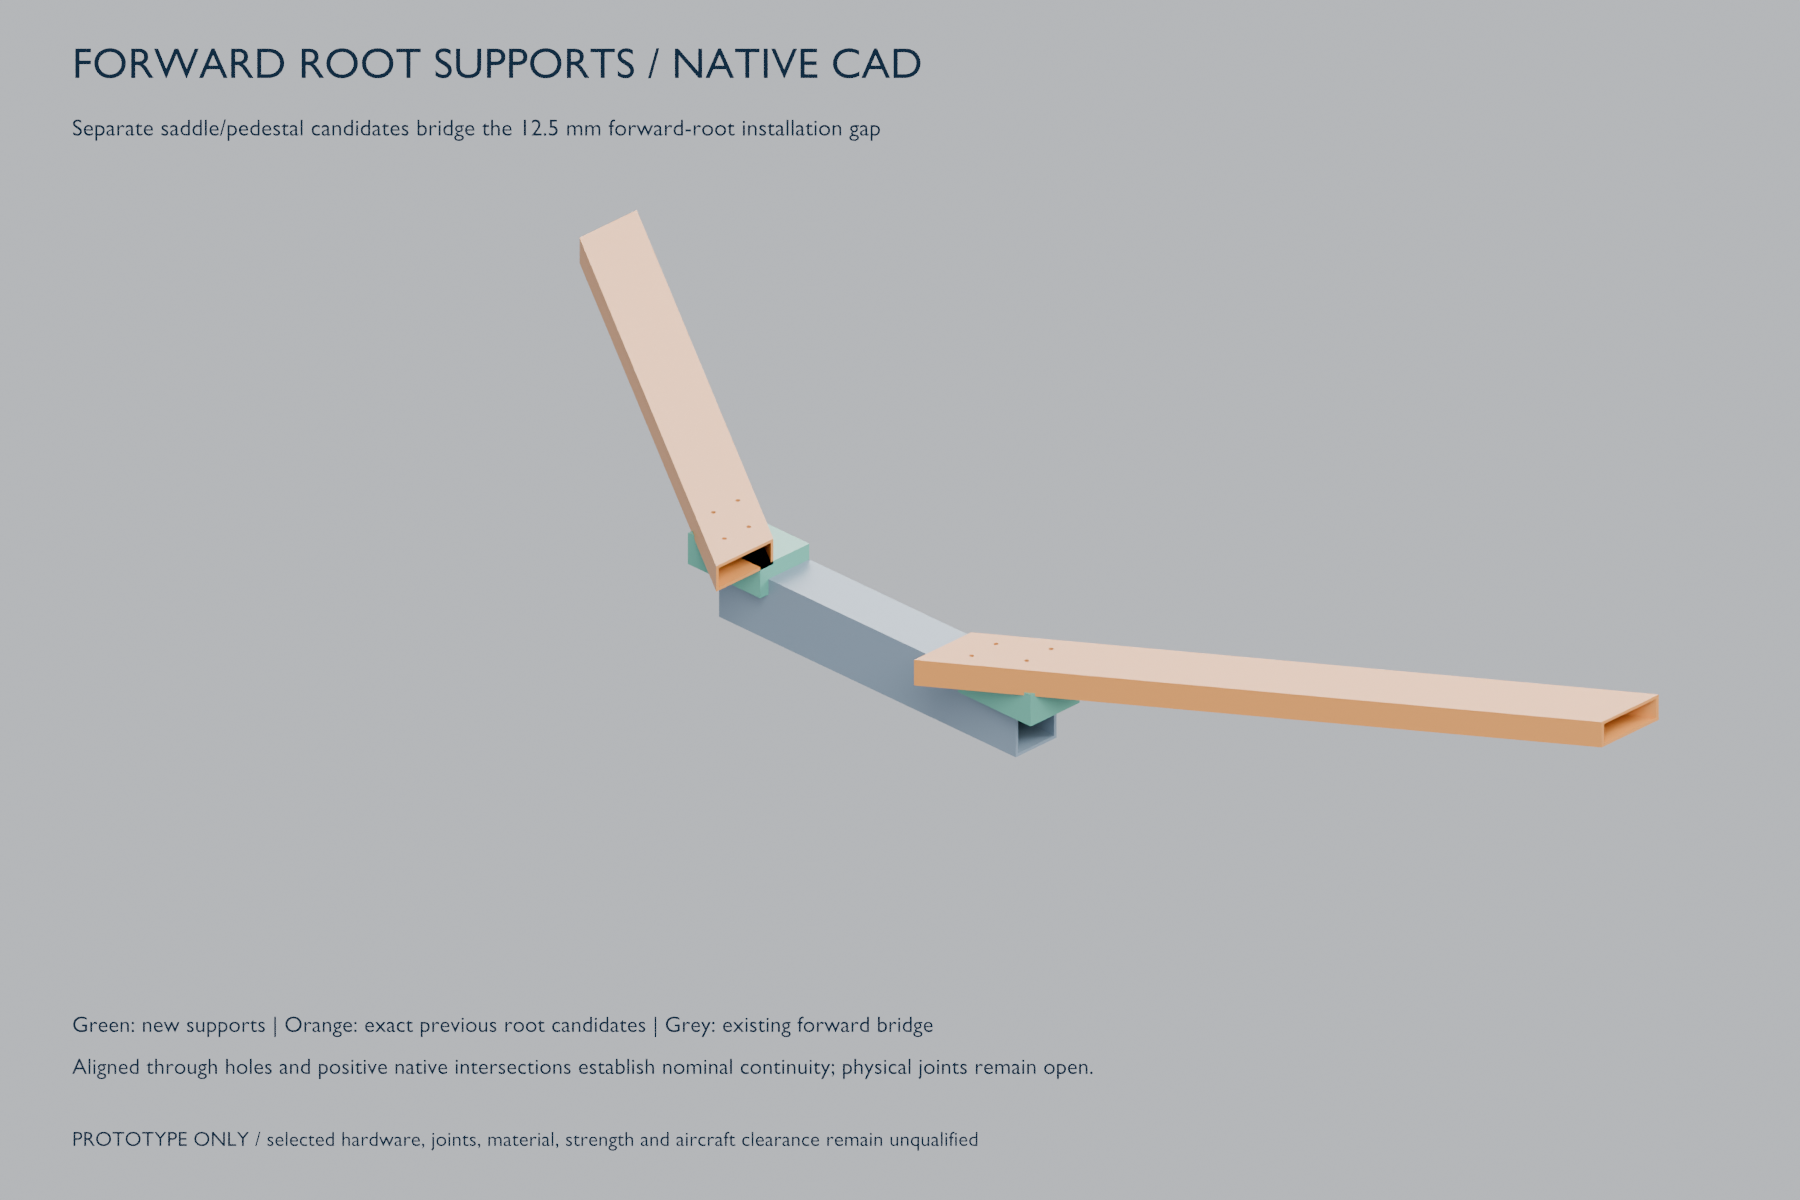 FORWARD ROOT SUPPORTS / NATIVE CAD
Separate saddle/pedestal candidates bridge the 12.5 mm forward-root installation gap
Green: new supports | Orange: exact previous root candidates | Grey: existing forward bridge
Aligned through holes and positive native intersections establish nominal continuity; physical joints remain open.
PROTOTYPE ONLY / selected hardware, joints, material, strength and aircraft clearance remain unqualified